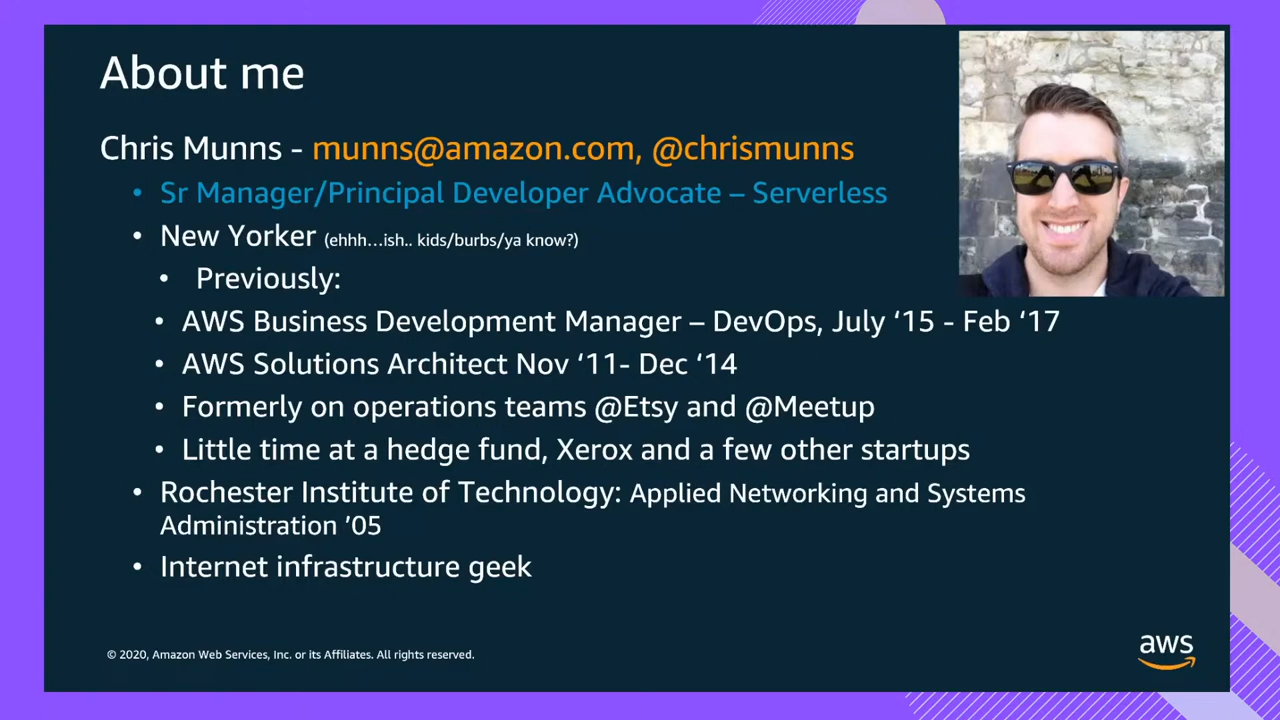 About me
Chris Munns - munns@amazon.com, @chrismunns
• Sr Manager/Principal Developer Advocate – Serverless
• New Yorker (ehhh…ish.. kids/burbs/ya know?)
• Previously:
• AWS Business Development Manager – DevOps, July ‘15 - Feb ‘17
• AWS Solutions Architect Nov ‘11- Dec ‘14
• Formerly on operations teams @Etsy and @Meetup
• Little time at a hedge fund, Xerox and a few other startups
• Rochester Institute of Technology: Applied Networking and Systems
Administration ’05
• Internet infrastructure geek
© 2020, Amazon Web Services, Inc. or its Affiliates. All rights reserved.
aws